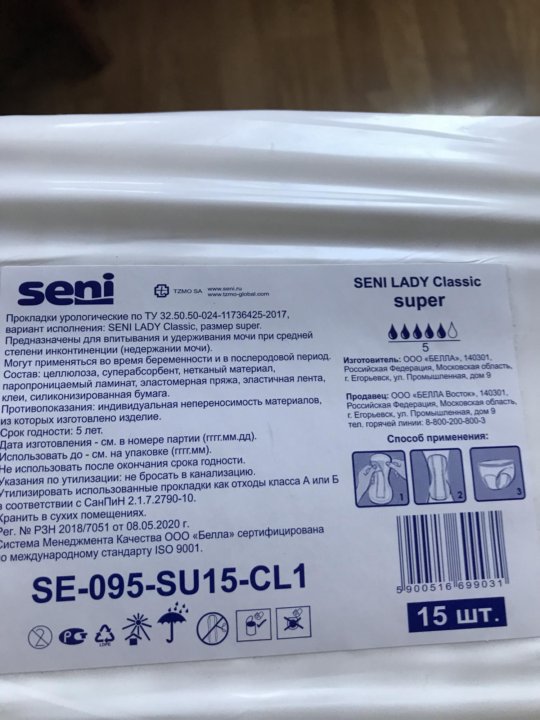 seni
TZMO SA
www.seni.ru
www.tzmo-global.com
Прокладки урологические по ТУ 32.50.50-024-11736425-2017,
вариант исполнения: SENI LADY Classic, размер super.
Предназначены для впитывания и удерживания мочи при средней
степени инконтиненции (недержании мочи).
Могут применяться во время беременности и в послеродовой период.
Состав: целлюлоза, суперабсорбент, нетканый материал,
паропроницаемый ламинат, эластомерная пряжа, эластичная лента,
клеи, силиконизированная бумага.
Противопоказания: индивидуальная непереносимость материалов,
из которых изготовлено изделие.
Срок годности: 5 лет.
Дата изготовления - см. в номере партии (гггг.мм.дд).
Использовать до - см. на упаковке (гггг.мм).
Не использовать после окончания срока годности.
Указания по утилизации: не бросать в канализацию.
Утилизировать использованные прокладки как отходы класса А или Б
в соответствии с СанПиН 2.1.7.2790-10.
Хранить в сухих помещениях.
Рег. № РЗН 2018/7051 от 08.05.2020 г.
Система Менеджмента Качества ООО «Белла» сертифицирована
по международному стандарту ISO 9001.
SE-095-SU15-CL1
SENI LADY Classic
super
5
Изготовитель: ООО «БЕЛЛА», 140301,
Российская Федерация, Московская область,
г. Егорьевск, ул. Промышленная, дом 9
Продавец: ООО «БЕЛЛА Восток», 140301,
Российская Федерация, Московская область,
г. Егорьевск, ул. Промышленная, дом 9
тел. горячей линии: 8-800-200-800-3
Способ применения:
1
2
3
5900516699031
15 шт.
2
LDPE